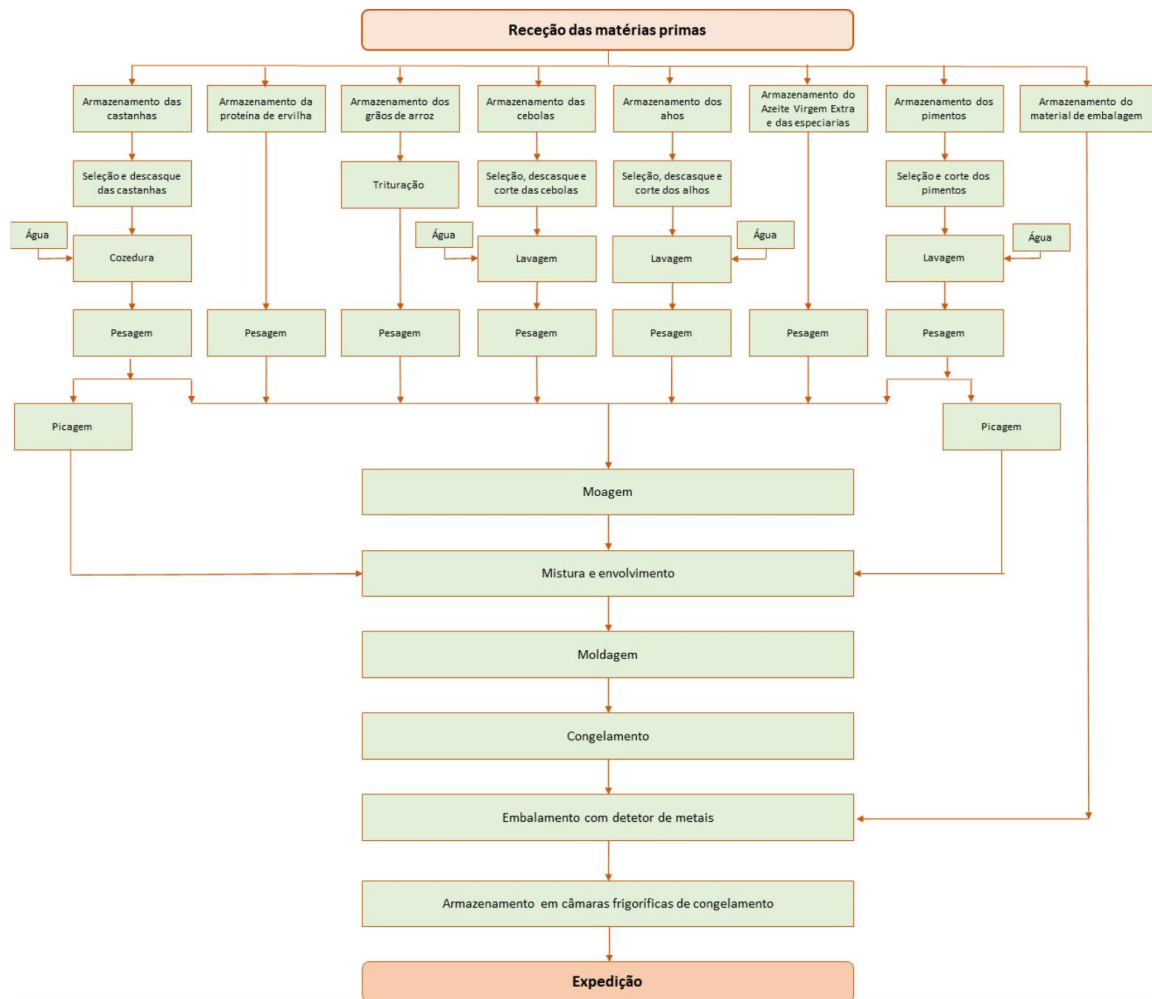 Receção das matérias primas
Armazenamento das
castanhas
Armazenamento da
proteína de ervilha
Armazenamento dos
grãos de arroz
Armazenamento das
cebolas
Armazenamento dos
ahos
Armazenamento do
Azeite Virgem Extra
e das especiarias
Armazenamento dos
pimentos
Armazenamento do
material de embalagem
Seleção e descasque
das castanhas
Trituração
Seleção, descasque e
corte das cebolas
Seleção, descasque e
corte dos alhos
Seleção e corte dos
pimentos
Água
Cozedura
Água
Lavagem
Lavagem
Água
Lavagem
Água
Pesagem
Pesagem
Pesagem
Pesagem
Pesagem
Pesagem
Pesagem
Picagem
Picagem
Moagem
Mistura e envolvimento
Moldagem
Congelamento
Embalamento com detetor de metais
Armazenamento em câmaras frigoríficas de congelamento
Expedição